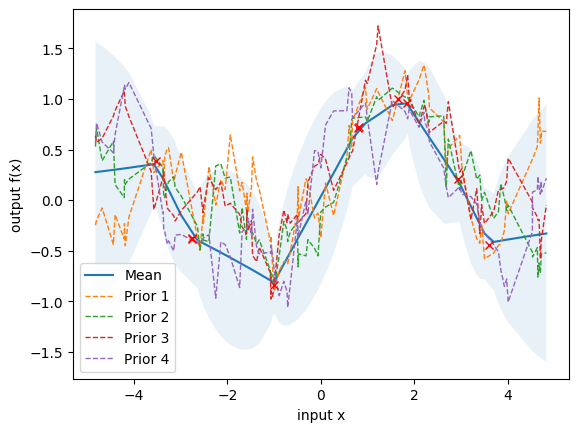 1.5
1.0
0.5
0.0
−0.5
−1.0
−1.5
output f(x)
Mean
Prior 1
Prior 2
Prior 3
Prior 4
−4
−2
0
2
4
input x